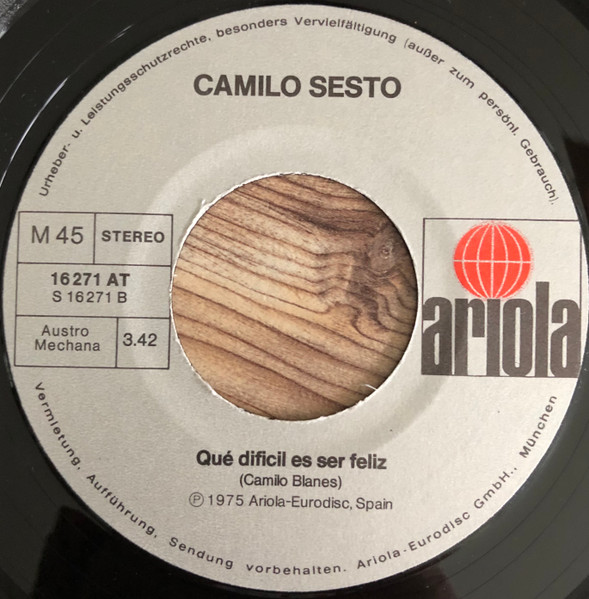 Urheber- u. Leistungsschutzrechte, besonders Vervielfältigung (außer zum persönl. Gebrauch),
CAMILO SESTO
M 45
STEREO
16 271 AT
S 16271 B
Austro
Mechana
3.42
ariola
Qué dificil es ser feliz
(Camilo Blanes)
Ⓟ 1975 Ariola-Eurodisc, Spain
Vermietung, Aufführung, Sendung vorbehalten. Ariola-Eurodisc GmbH., München